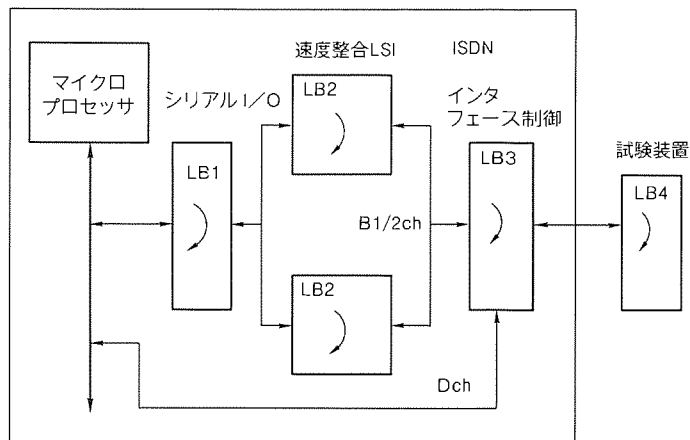 速度整合LSI
ISDN
マイクロ
プロセッサ
シリアルI/O
LB2
インタ
フェース制御
試験装置
LB1
LB3
LB4
B1/2ch
LB2
Dch